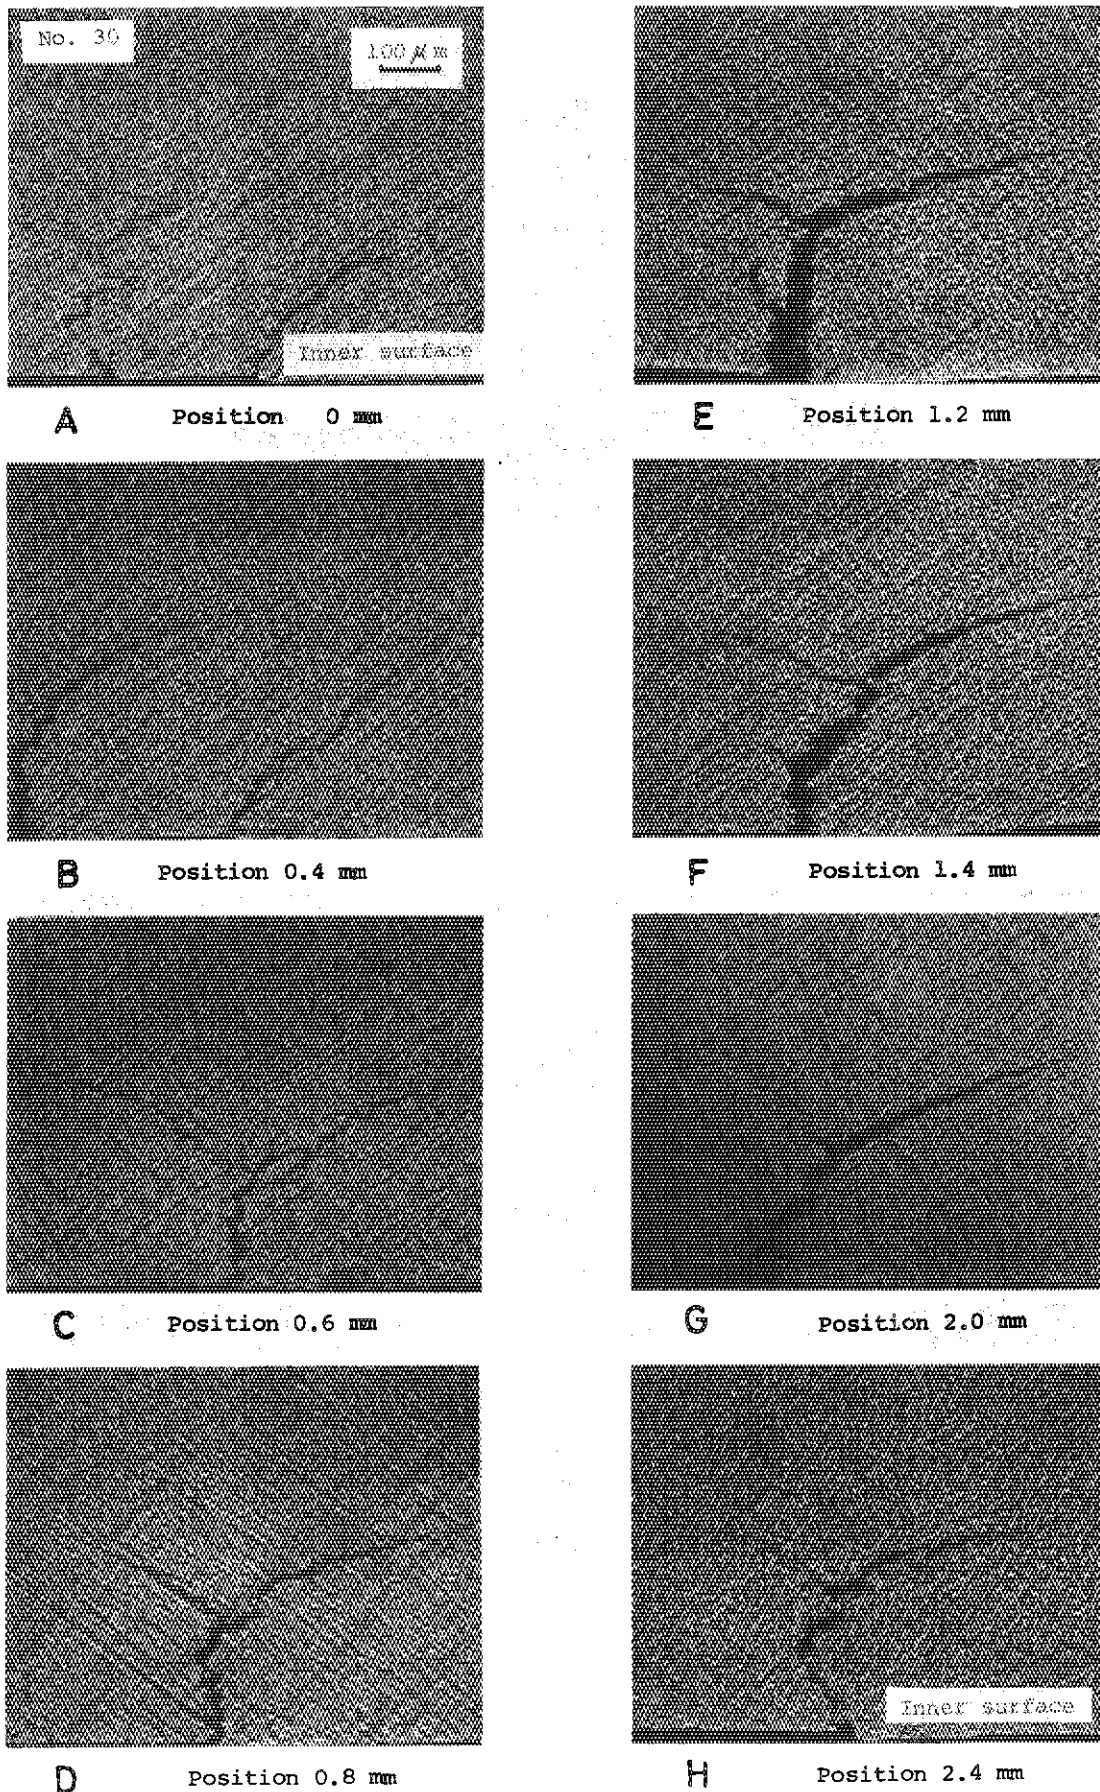 No. 30
100 μm
Inner surface
A Position 0 mm
B Position 0.4 mm
C Position 0.6 mm
D Position 0.8 mm
E Position 1.2 mm
F Position 1.4 mm
G Position 2.0 mm
Inner surface
H Position 2.4 mm